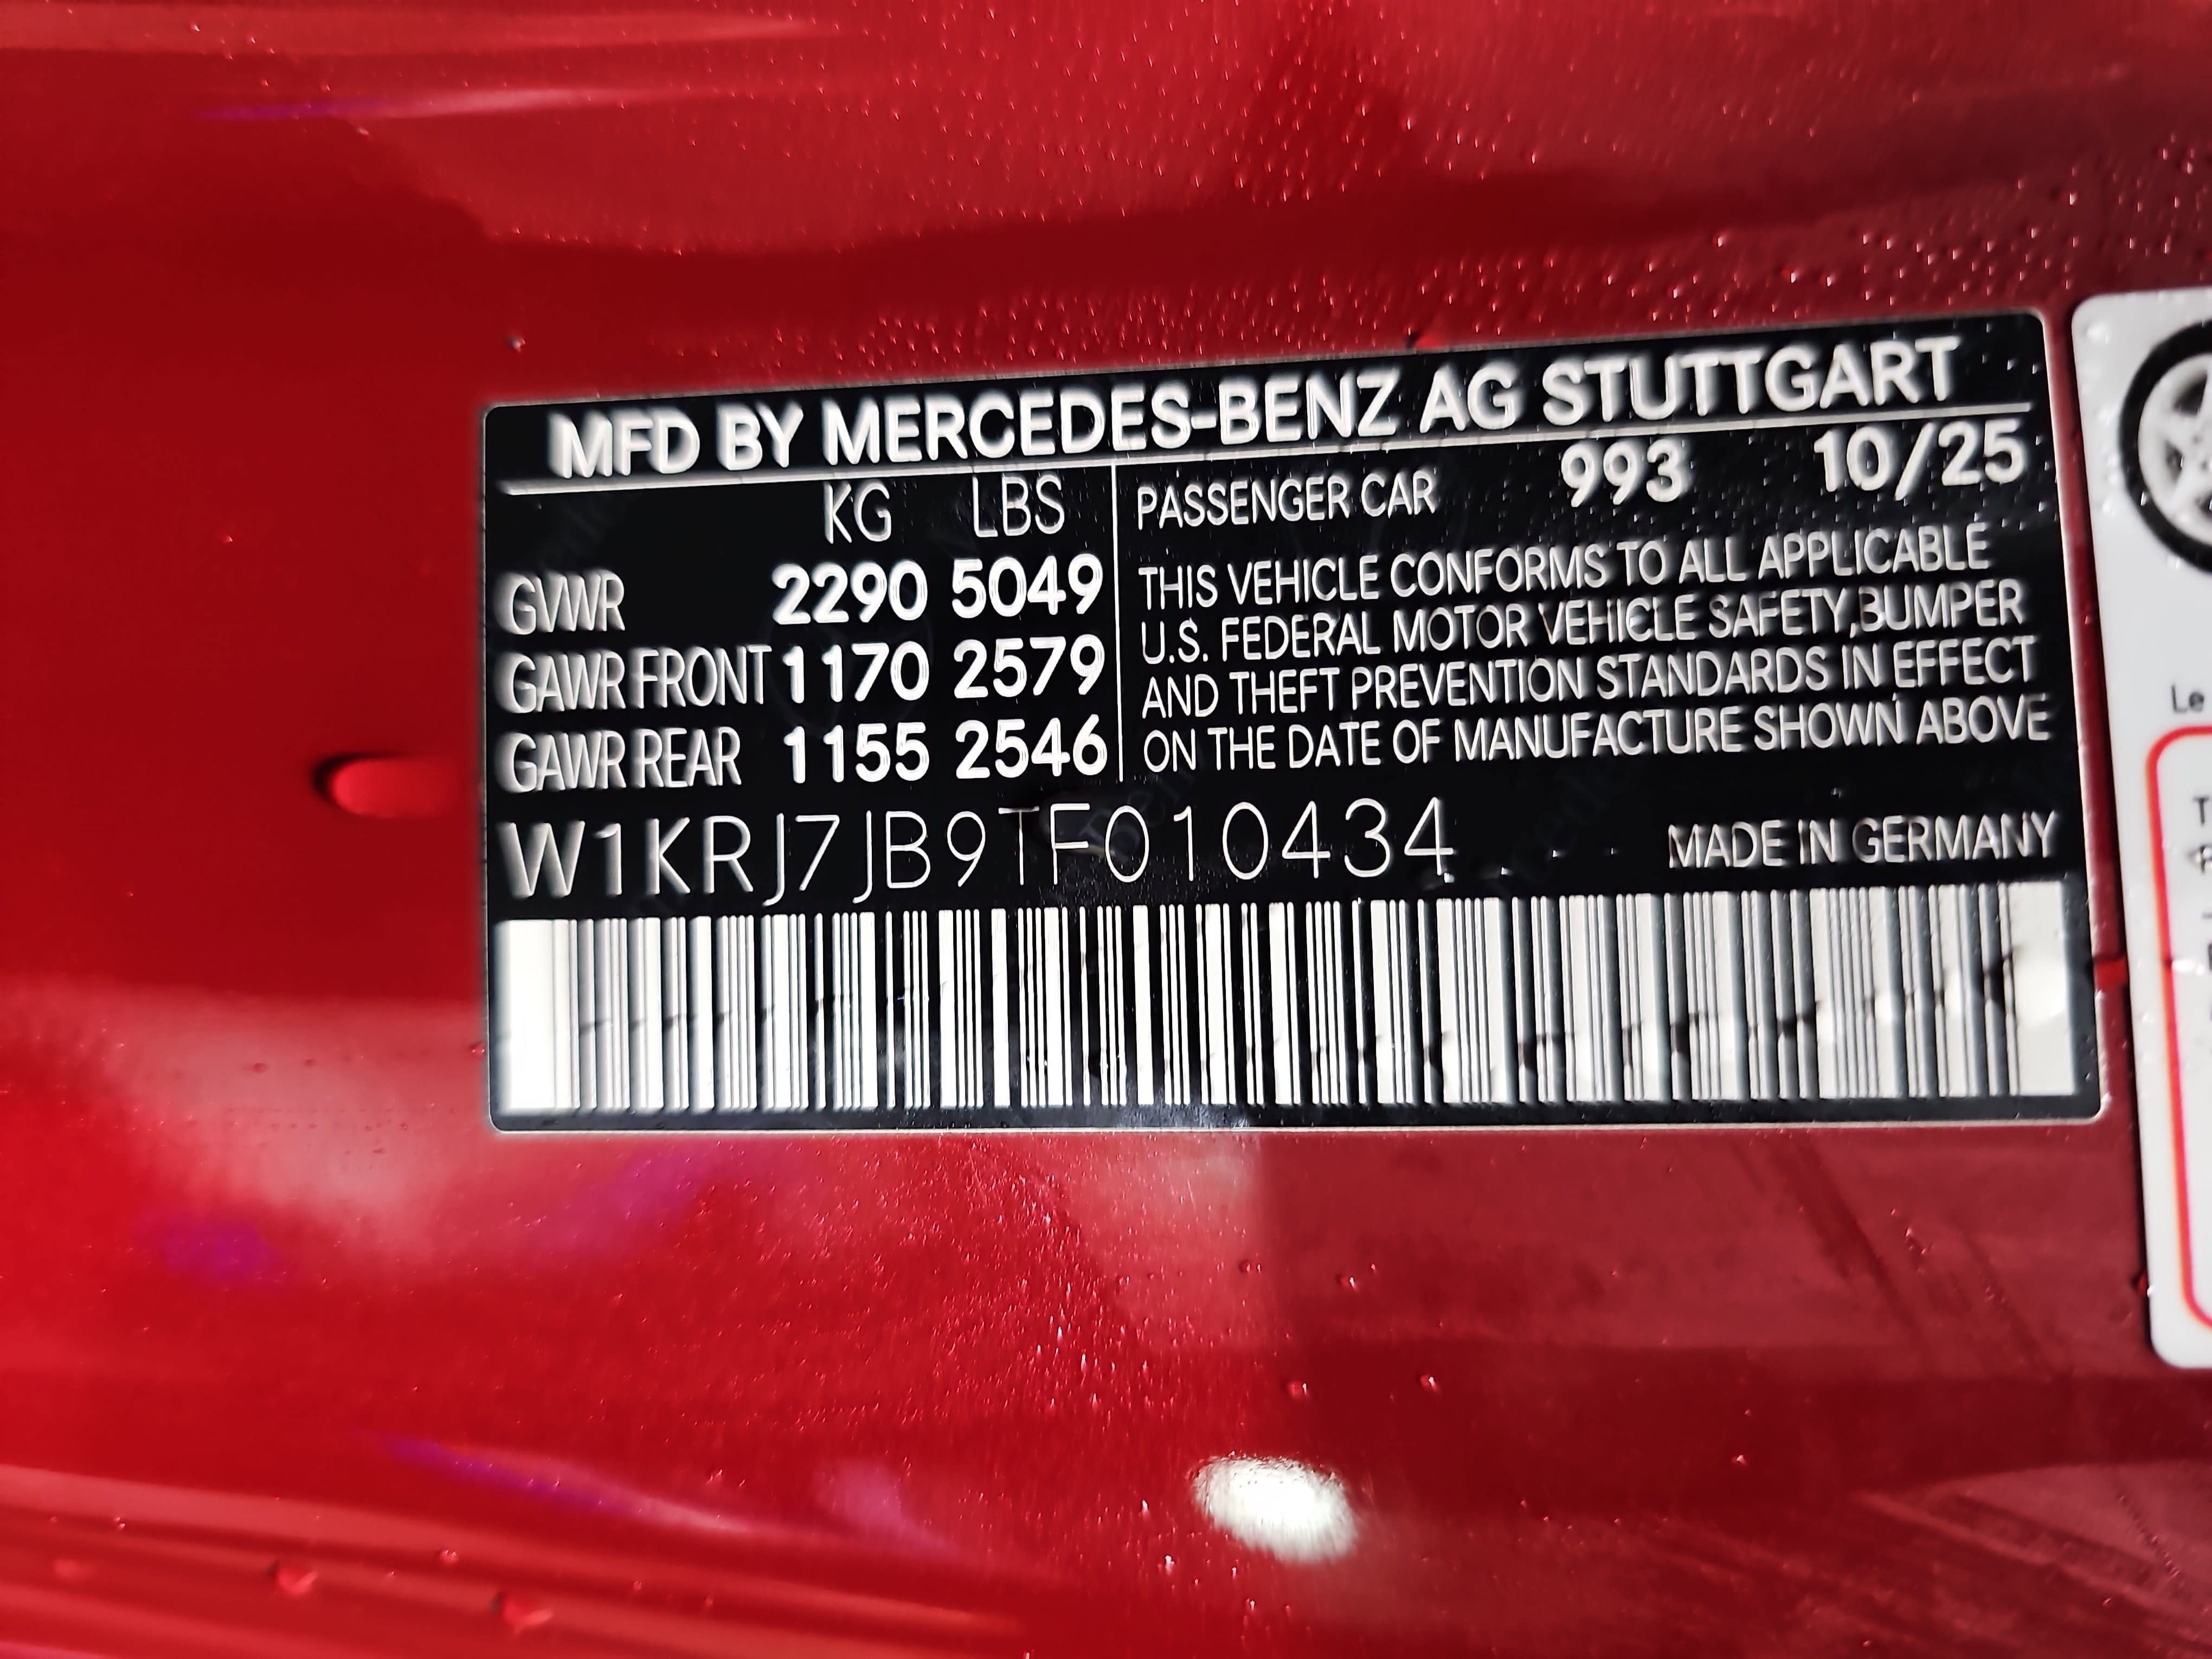 MFD BY MERCEDES-BENZ AG STUTTGART
KG LBS
GVWR 2290 5049
GAWR FRONT 1170 2579
GAWR REAR 1155 2546
PASSENGER CAR 993 10/25
THIS VEHICLE CONFORMS TO ALL APPLICABLE
U.S. FEDERAL MOTOR VEHICLE SAFETY,BUMPER
AND THEFT PREVENTION STANDARDS IN EFFECT
ON THE DATE OF MANUFACTURE SHOWN ABOVE
W1KRJ7JB9TF010434 MADE IN GERMANY
Le